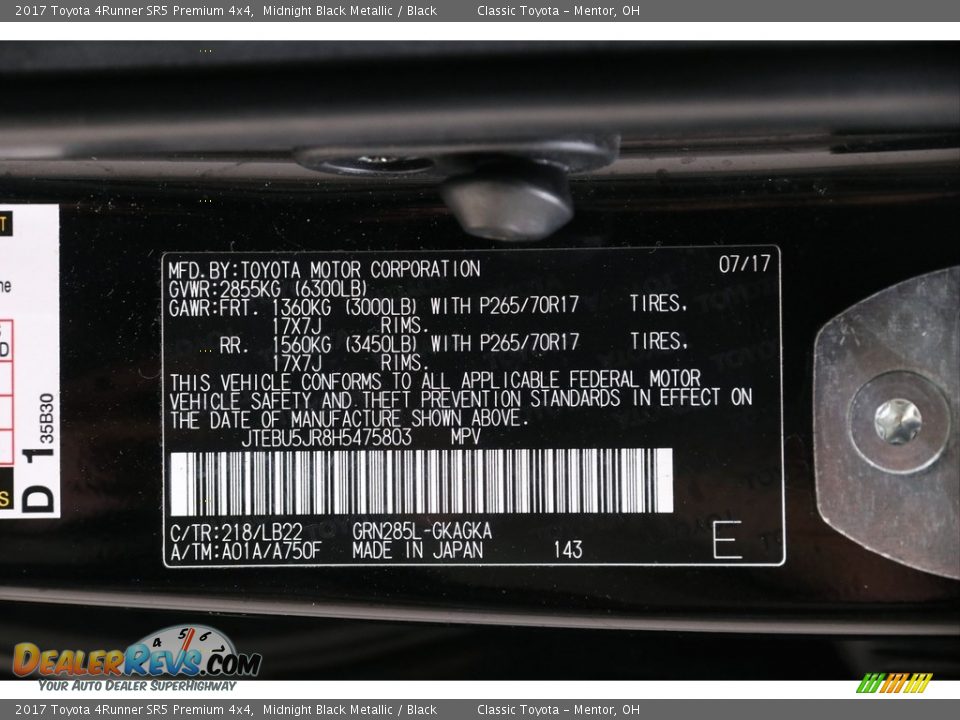 2017 Toyota 4Runner SR5 Premium 4x4,  Midnight Black Metallic / Black    Classic Toyota - Mentor, OH
MFD.BY:TOYOTA MOTOR CORPORATION    07/17
GVWR:2855KG (6300LB)
GAWR:FRT. 1360KG (3000LB) WITH P265/70R17 TIRES.
17X7J RIMS.
RR. 1560KG (3450LB) WITH P265/70R17 TIRES.
17X7J RIMS.
THIS VEHICLE CONFORMS TO ALL APPLICABLE FEDERAL MOTOR
VEHICLE SAFETY AND THEFT PREVENTION STANDARDS IN EFFECT ON
THE DATE OF MANUFACTURE SHOWN ABOVE.
JTEBU5JR8H5475803 MPV
C/TR:218/LB22 GRN285L-GKAGKA
A/TM:A01A/A750F MADE IN JAPAN 143 E
D 1
35B30
4 5 6
DEALERREVS.COM
YOUR AUTO DEALER SUPERHIGHWAY
2017 Toyota 4Runner SR5 Premium 4x4,  Midnight Black Metallic / Black    Classic Toyota - Mentor, OH